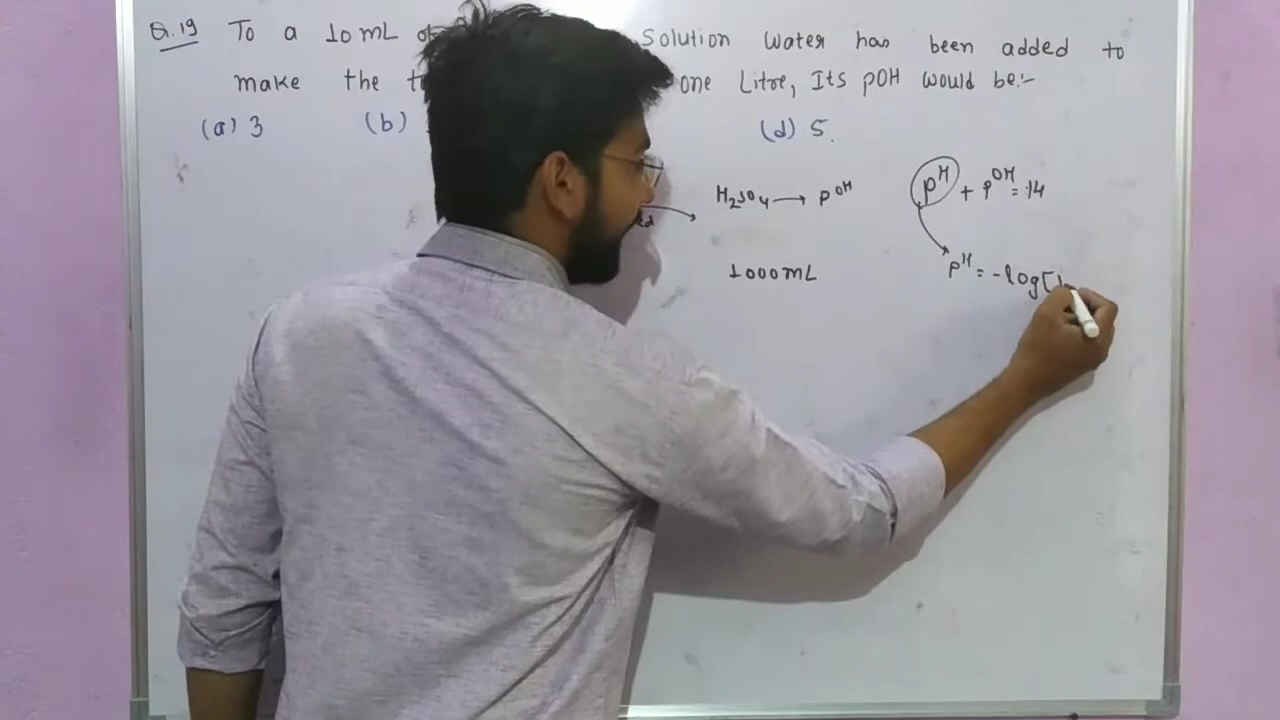 Q.19 To a 10 mL of Solution Water has been added to
make the one Litre, Its pOH would be:-
(a) 3 (b) (d) 5.
H2SO4 → pOH
pH + pOH = 14
1000mL
pH = -log[